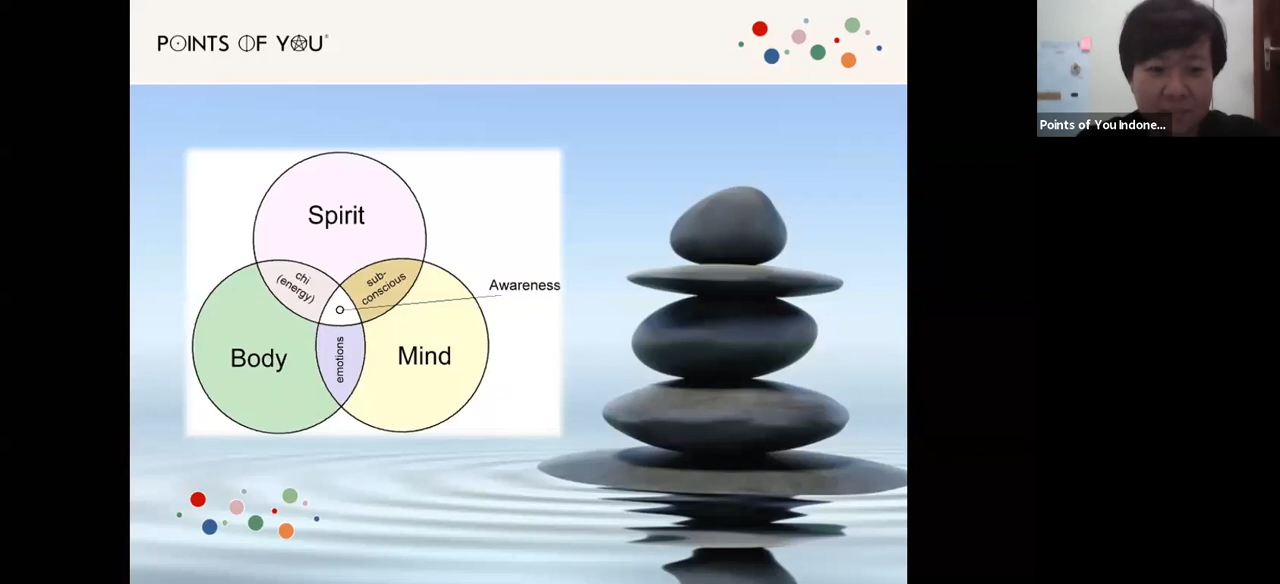 POINTS OF YOU®
Points of You Indone...
Spirit
chi
(energy)
sub-
conscious
Awareness
Body
emotions
Mind